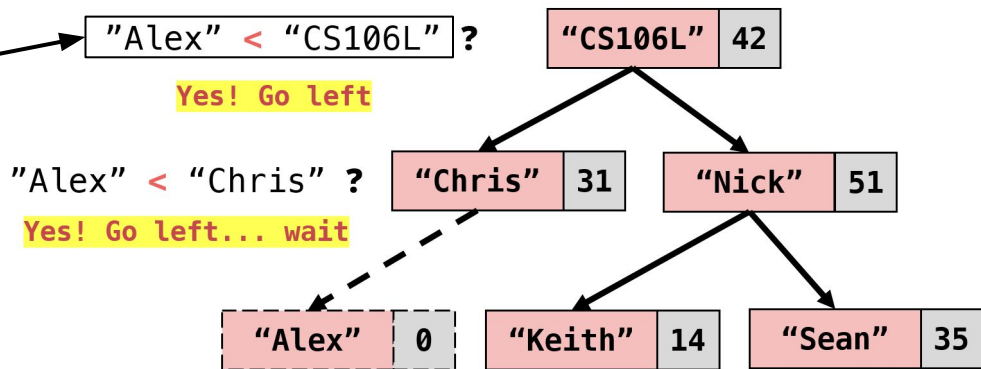 ”Alex” < “CS106L” ?
“CS106L” 42
Yes! Go left
”Alex” < “Chris” ?
“Chris” 31
“Nick” 51
Yes! Go left... wait
“Alex” 0
“Keith” 14
“Sean” 35